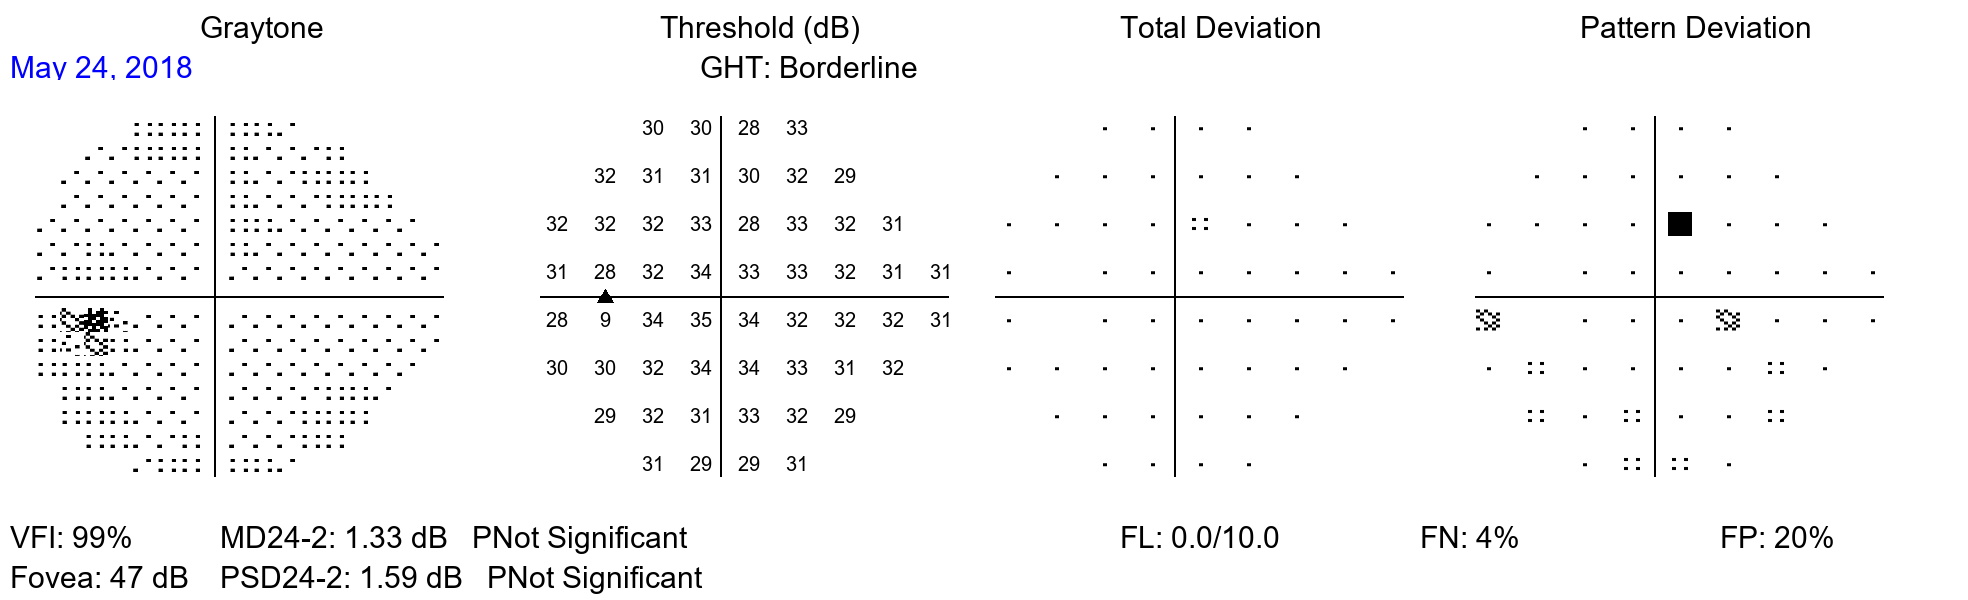 Graytone Threshold (dB) Total Deviation Pattern Deviation
May 24, 2018 GHT: Borderline
30 30 28 33
32 31 31 30 32 29
32 32 32 33 28 33 32 31
31 28 32 34 33 33 32 31 31
28 9 34 35 34 32 32 32 31
30 30 32 34 34 33 31 32
29 32 31 33 32 29
31 29 29 31
VFI: 99% MD24-2: 1.33 dB PNot Significant FL: 0.0/10.0 FN: 4% FP: 20%
Fovea: 47 dB PSD24-2: 1.59 dB PNot Significant